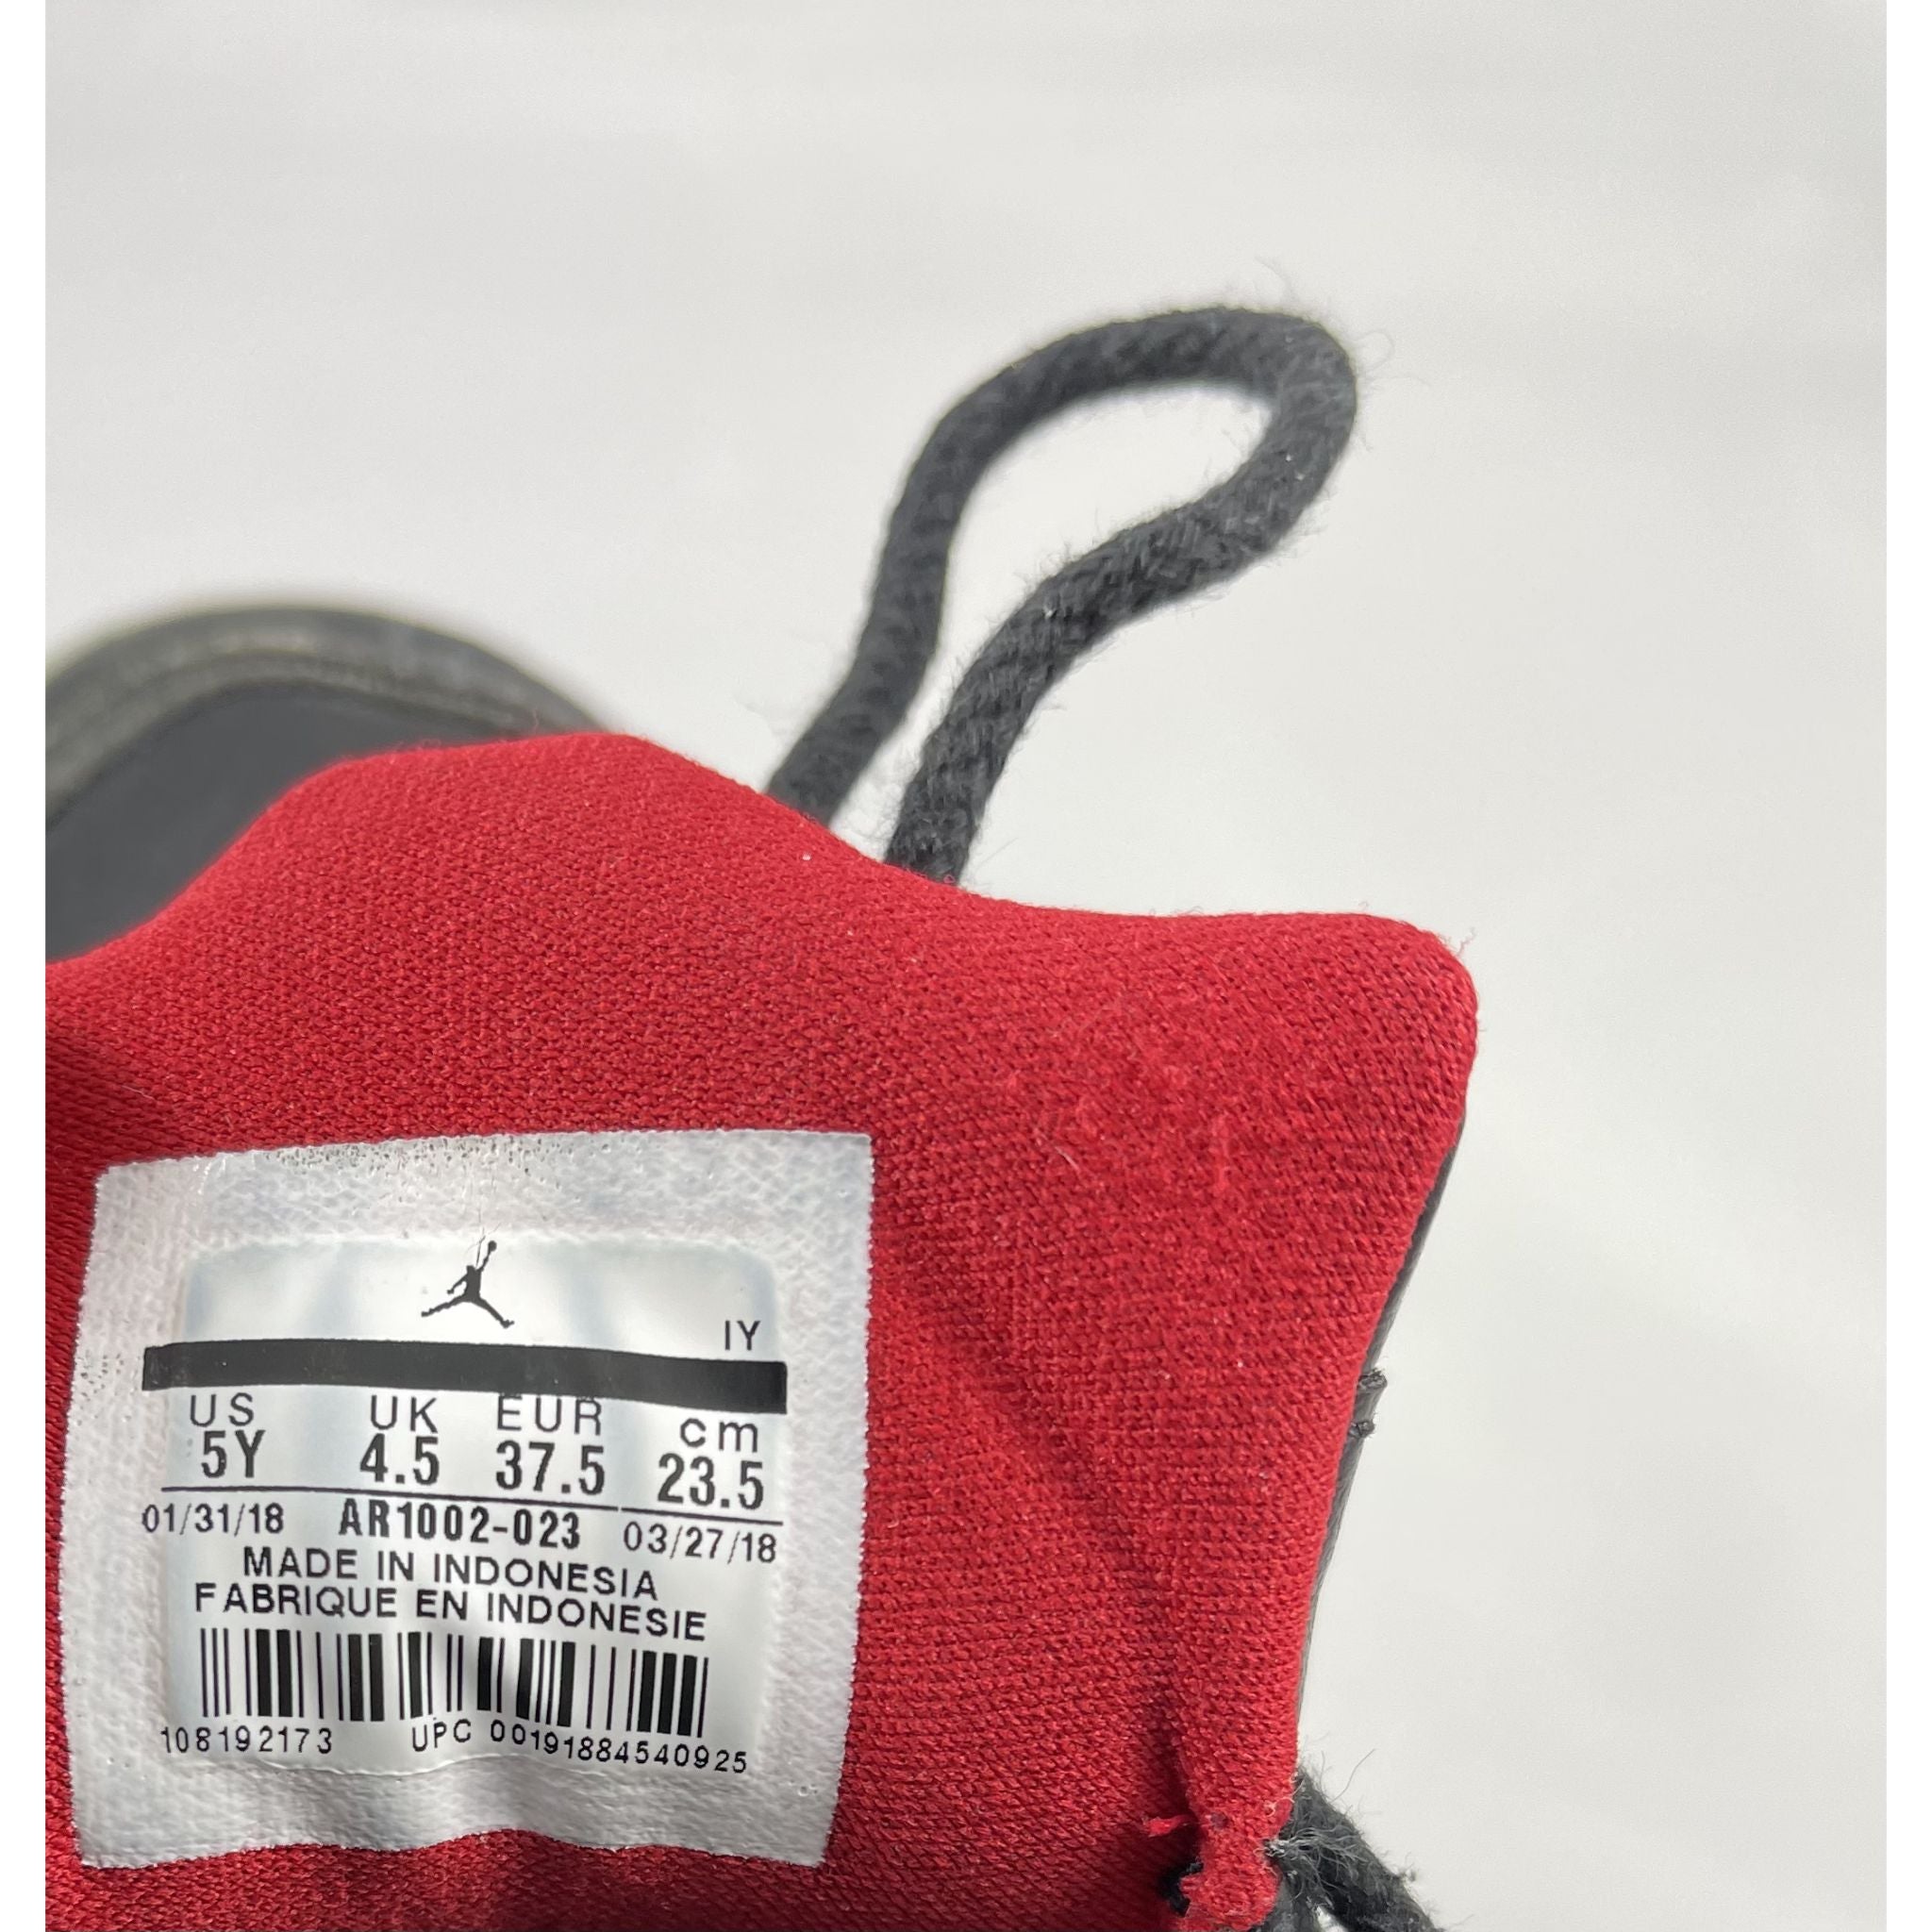 IY
US UK EUR cm
5Y 4.5 37.5 23.5
01/31/18 AR1002-023 03/27/18
MADE IN INDONESIA
FABRIQUE EN INDONESIE
108192173 UPC 00191884540925